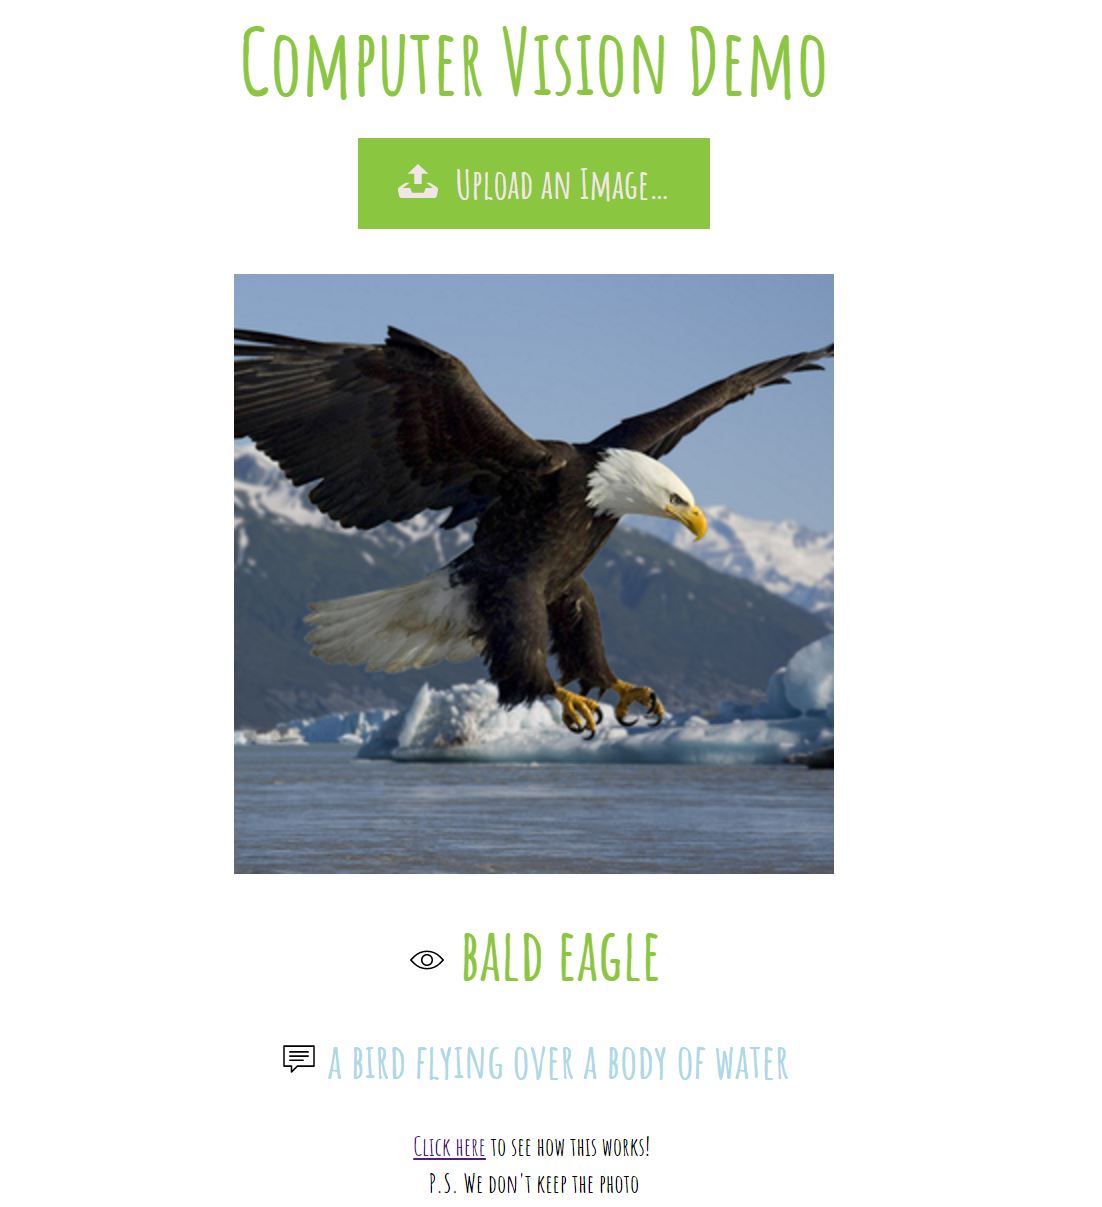 Computer Vision Demo
Upload an Image...
BALD EAGLE
A BIRD FLYING OVER A BODY OF WATER
Click here to see how this works!
P.S. We don't keep the photo